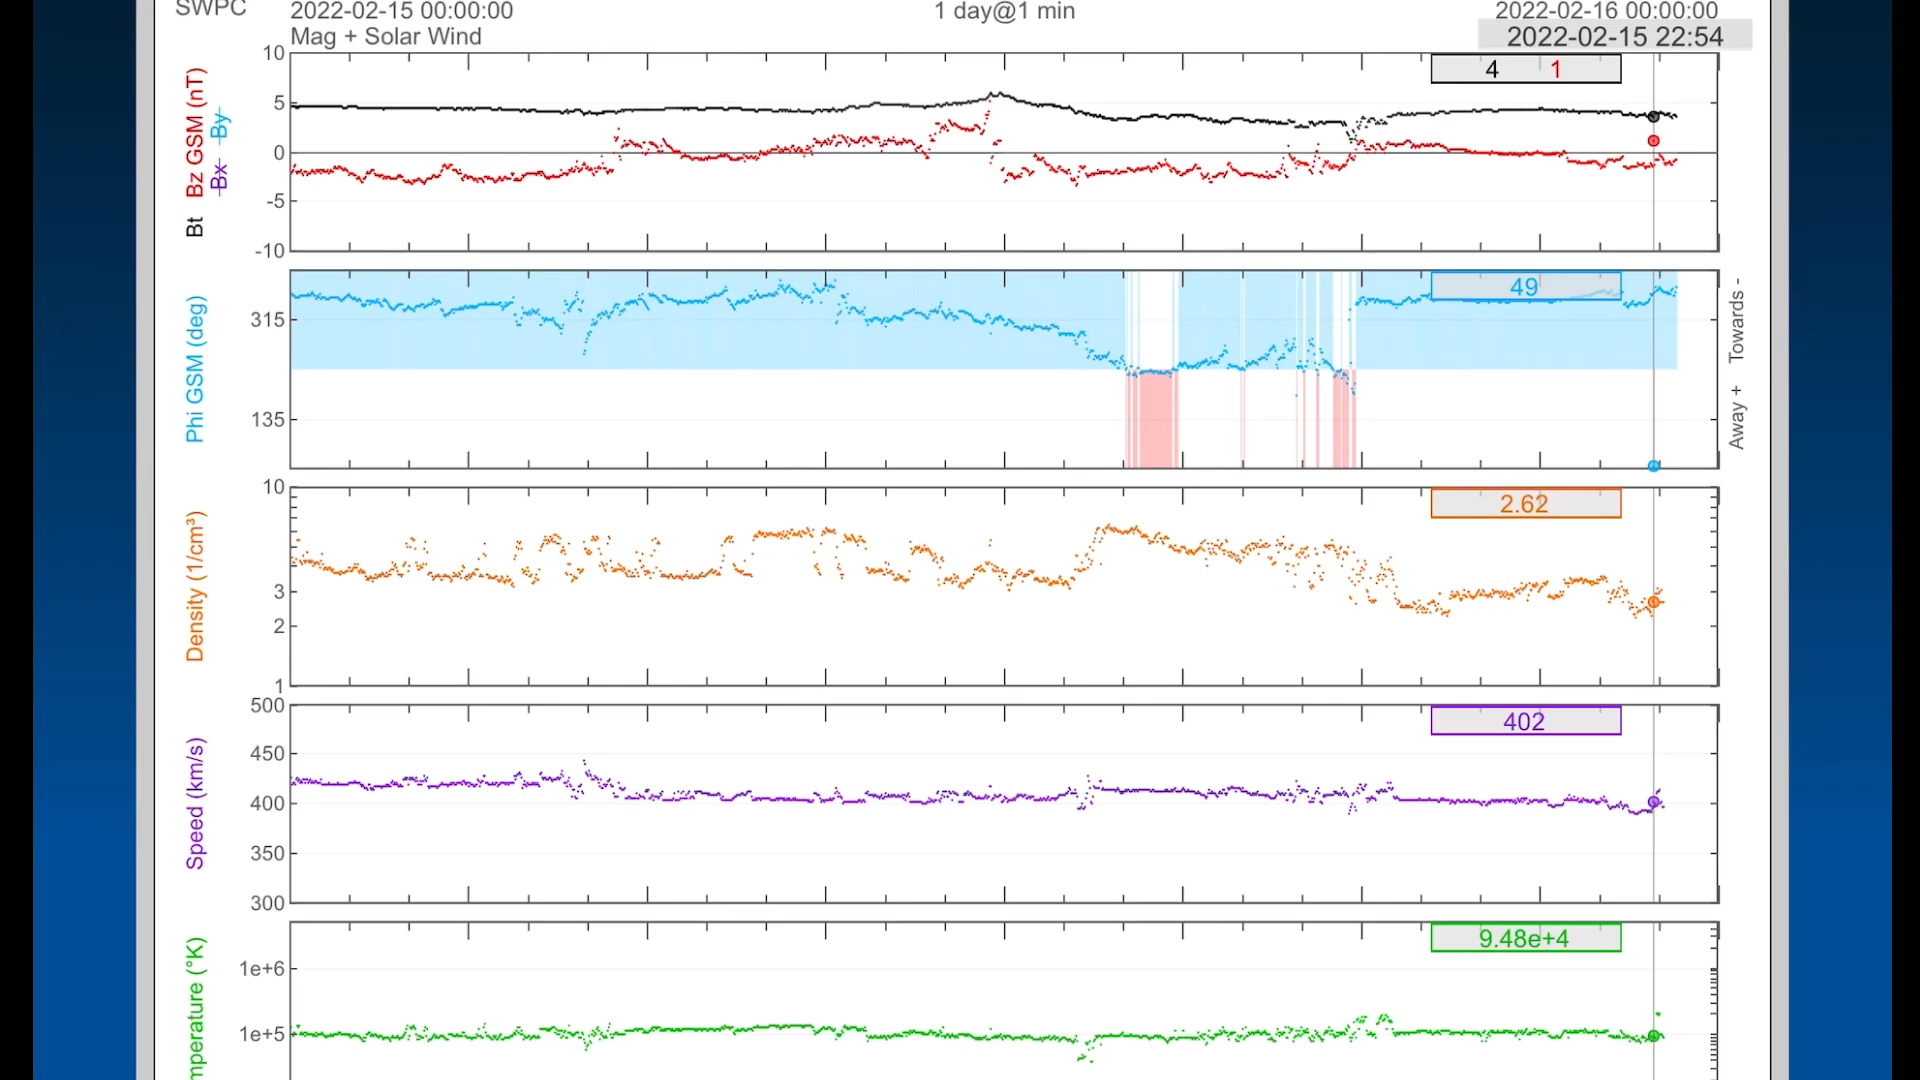 SWPC
2022-02-15 00:00:00
1 day@1 min
2022-02-16 00:00:00
Mag + Solar Wind
2022-02-15 22:54
Bt Bz GSM (nT)
Bx By
10
5
0
-5
-10
4 1
Phi GSM (deg)
315
135
49
Away + Towards -
Density (1/cm³)
10
3
2
1
2.62
Speed (km/s)
500
450
400
350
300
402
mperature (°K)
1e+6
1e+5
9.48e+4